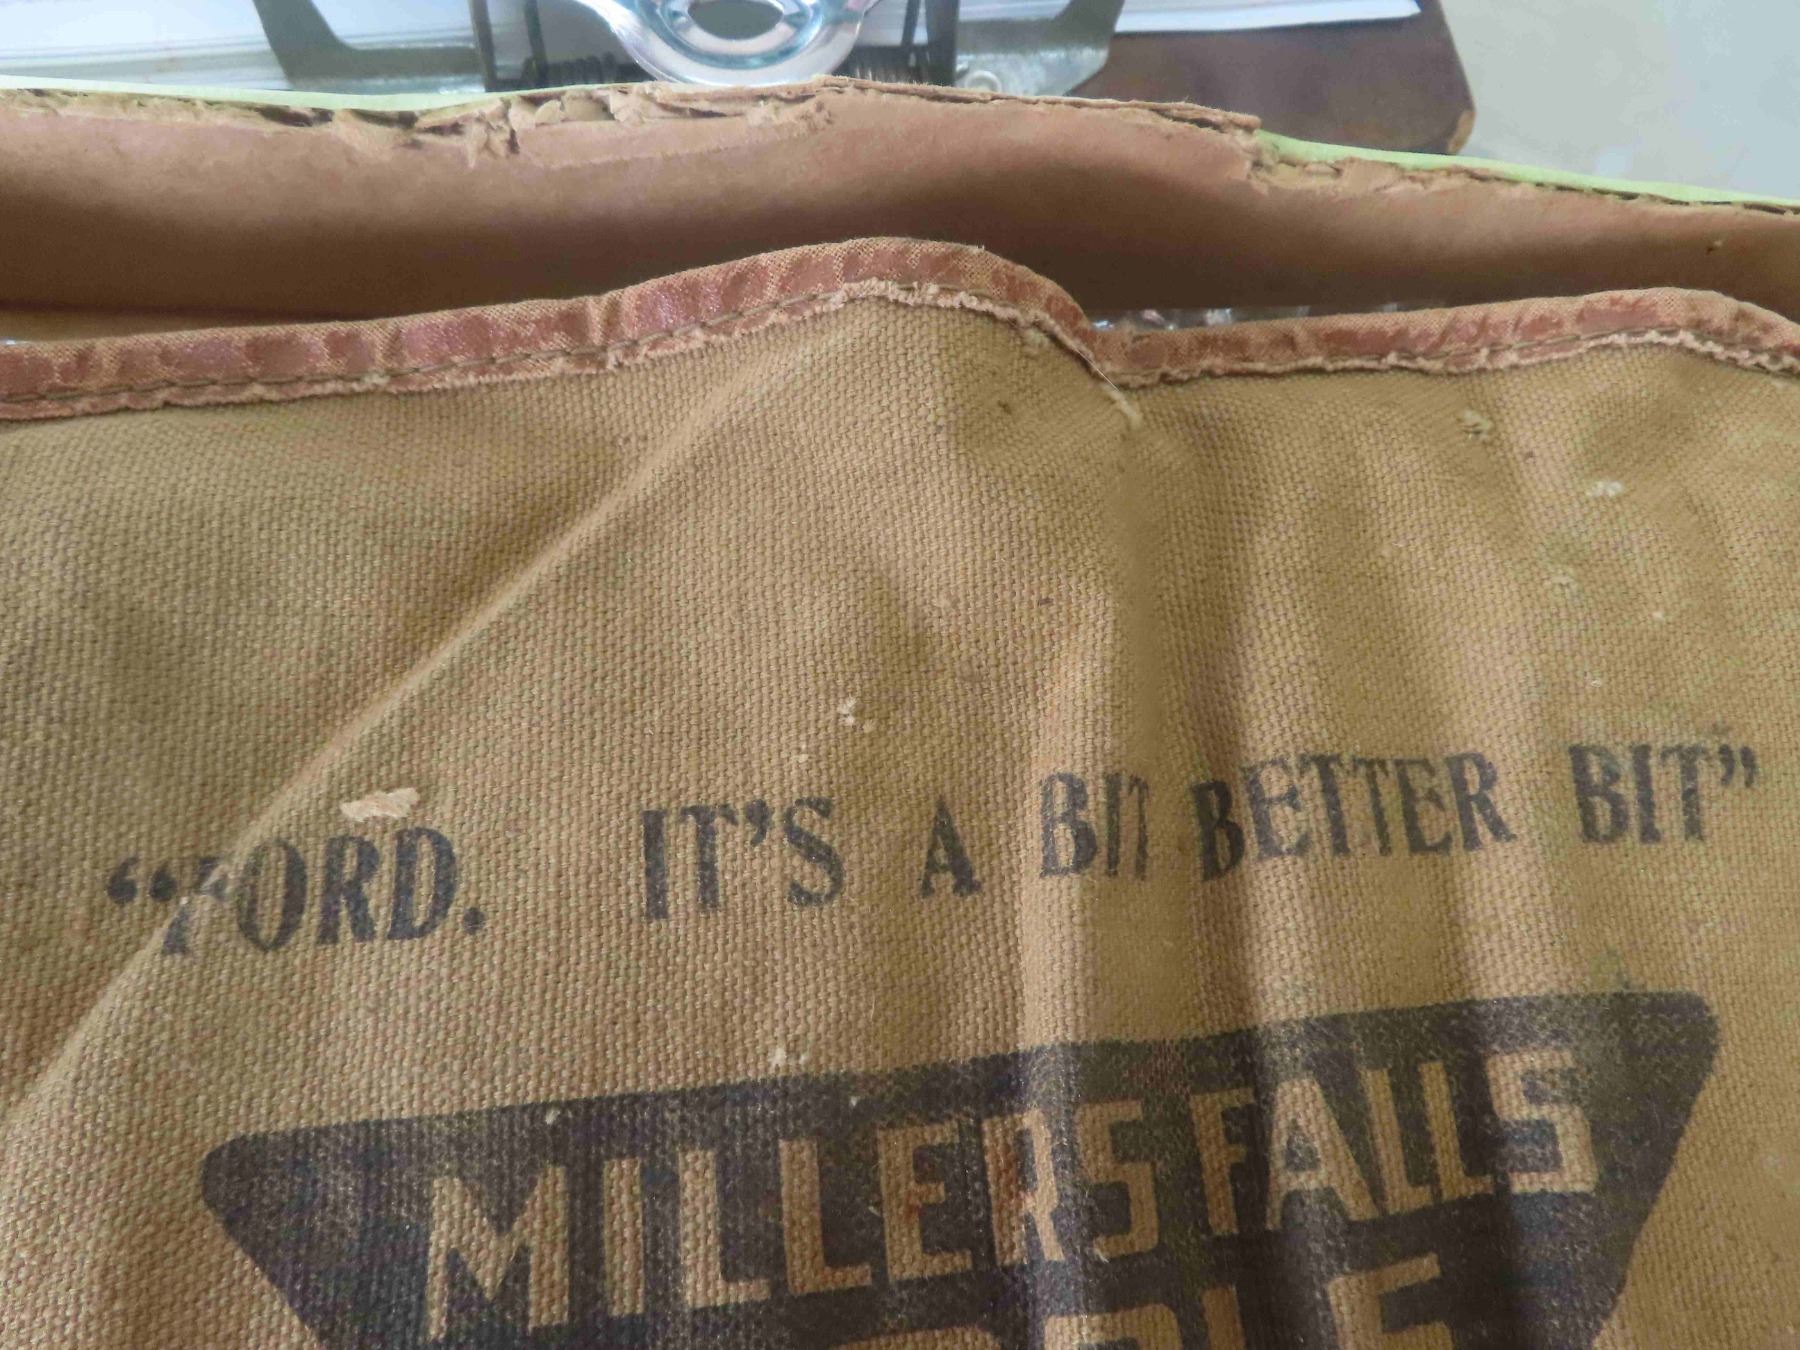 “FORD. IT'S A BIT BETTER BIT”
MILLERS FALLS